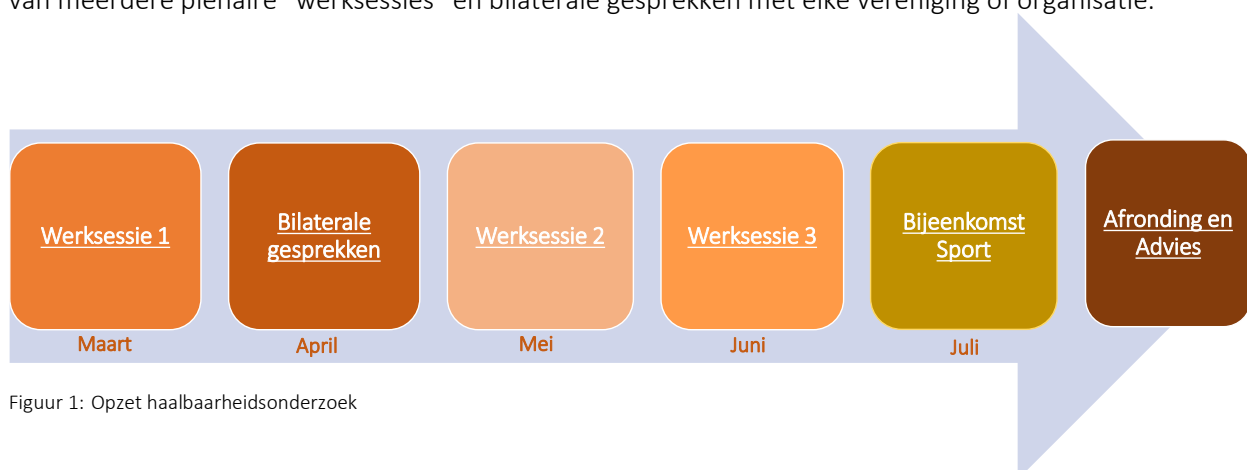 van meerdere plenaire "werksessies" en bilaterale gesprekken met elke vereniging of organisatie.
Werksessie 1
Bilaterale
gesprekken
Werksessie 2
Werksessie 3
Bijeenkomst
Sport
Afronding en
Advies
Maart
April
Mei
Juni
Juli
Figuur 1: Opzet haalbaarheidsonderzoek